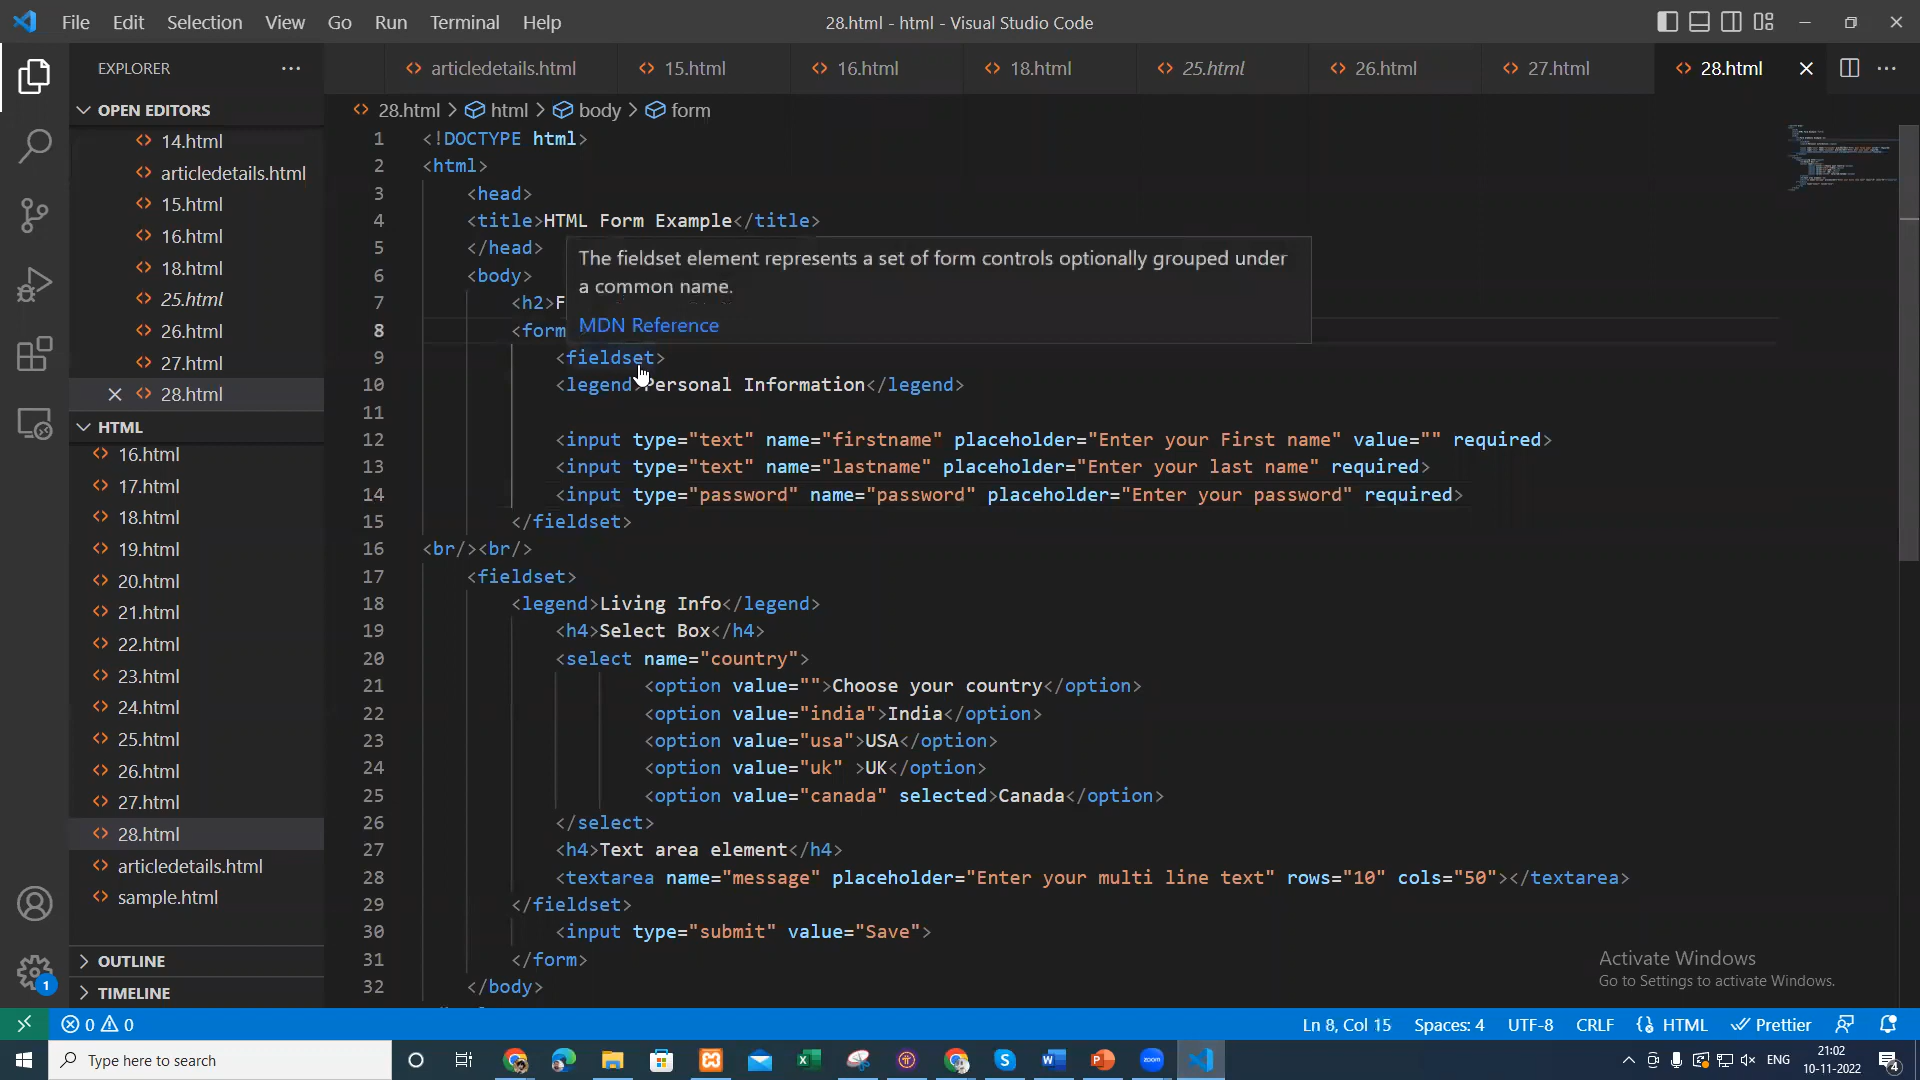 File Edit Selection View Go Run Terminal Help
28.html - html - Visual Studio Code
EXPLORER
OPEN EDITORS
14.html
articledetails.html
15.html
16.html
18.html
25.html
26.html
27.html
28.html
HTML
16.html
17.html
18.html
19.html
20.html
21.html
22.html
23.html
24.html
25.html
26.html
27.html
28.html
articledetails.html
sample.html
OUTLINE
TIMELINE
articledetails.html 15.html 16.html 18.html 25.html 26.html 27.html 28.html
28.html > html > body > form
1 <!DOCTYPE html>
2 <html>
3 <head>
4 <title>HTML Form Example</title>
5 </head>
6 <body>
7 <h2>F
8 <form
The fieldset element represents a set of form controls optionally grouped under
a common name.
MDN Reference
9 <fieldset>
10 <legend>Personal Information</legend>
11
12 <input type="text" name="firstname" placeholder="Enter your First name" value="" required>
13 <input type="text" name="lastname" placeholder="Enter your last name" required>
14 <input type="password" name="password" placeholder="Enter your password" required>
15 </fieldset>
16 <br/><br/>
17 <fieldset>
18 <legend>Living Info</legend>
19 <h4>Select Box</h4>
20 <select name="country">
21 <option value="">Choose your country</option>
22 <option value="india">India</option>
23 <option value="usa">USA</option>
24 <option value="uk" >UK</option>
25 <option value="canada" selected>Canada</option>
26 </select>
27 <h4>Text area element</h4>
28 <textarea name="message" placeholder="Enter your multi line text" rows="10" cols="50"></textarea>
29 </fieldset>
30 <input type="submit" value="Save">
31 </form>
32 </body>
Activate Windows
Go to Settings to activate Windows.
1
0 0
Ln 8, Col 15 Spaces: 4 UTF-8 CRLF HTML Prettier
Type here to search
zoom
ENG
21:02
10-11-2022
4